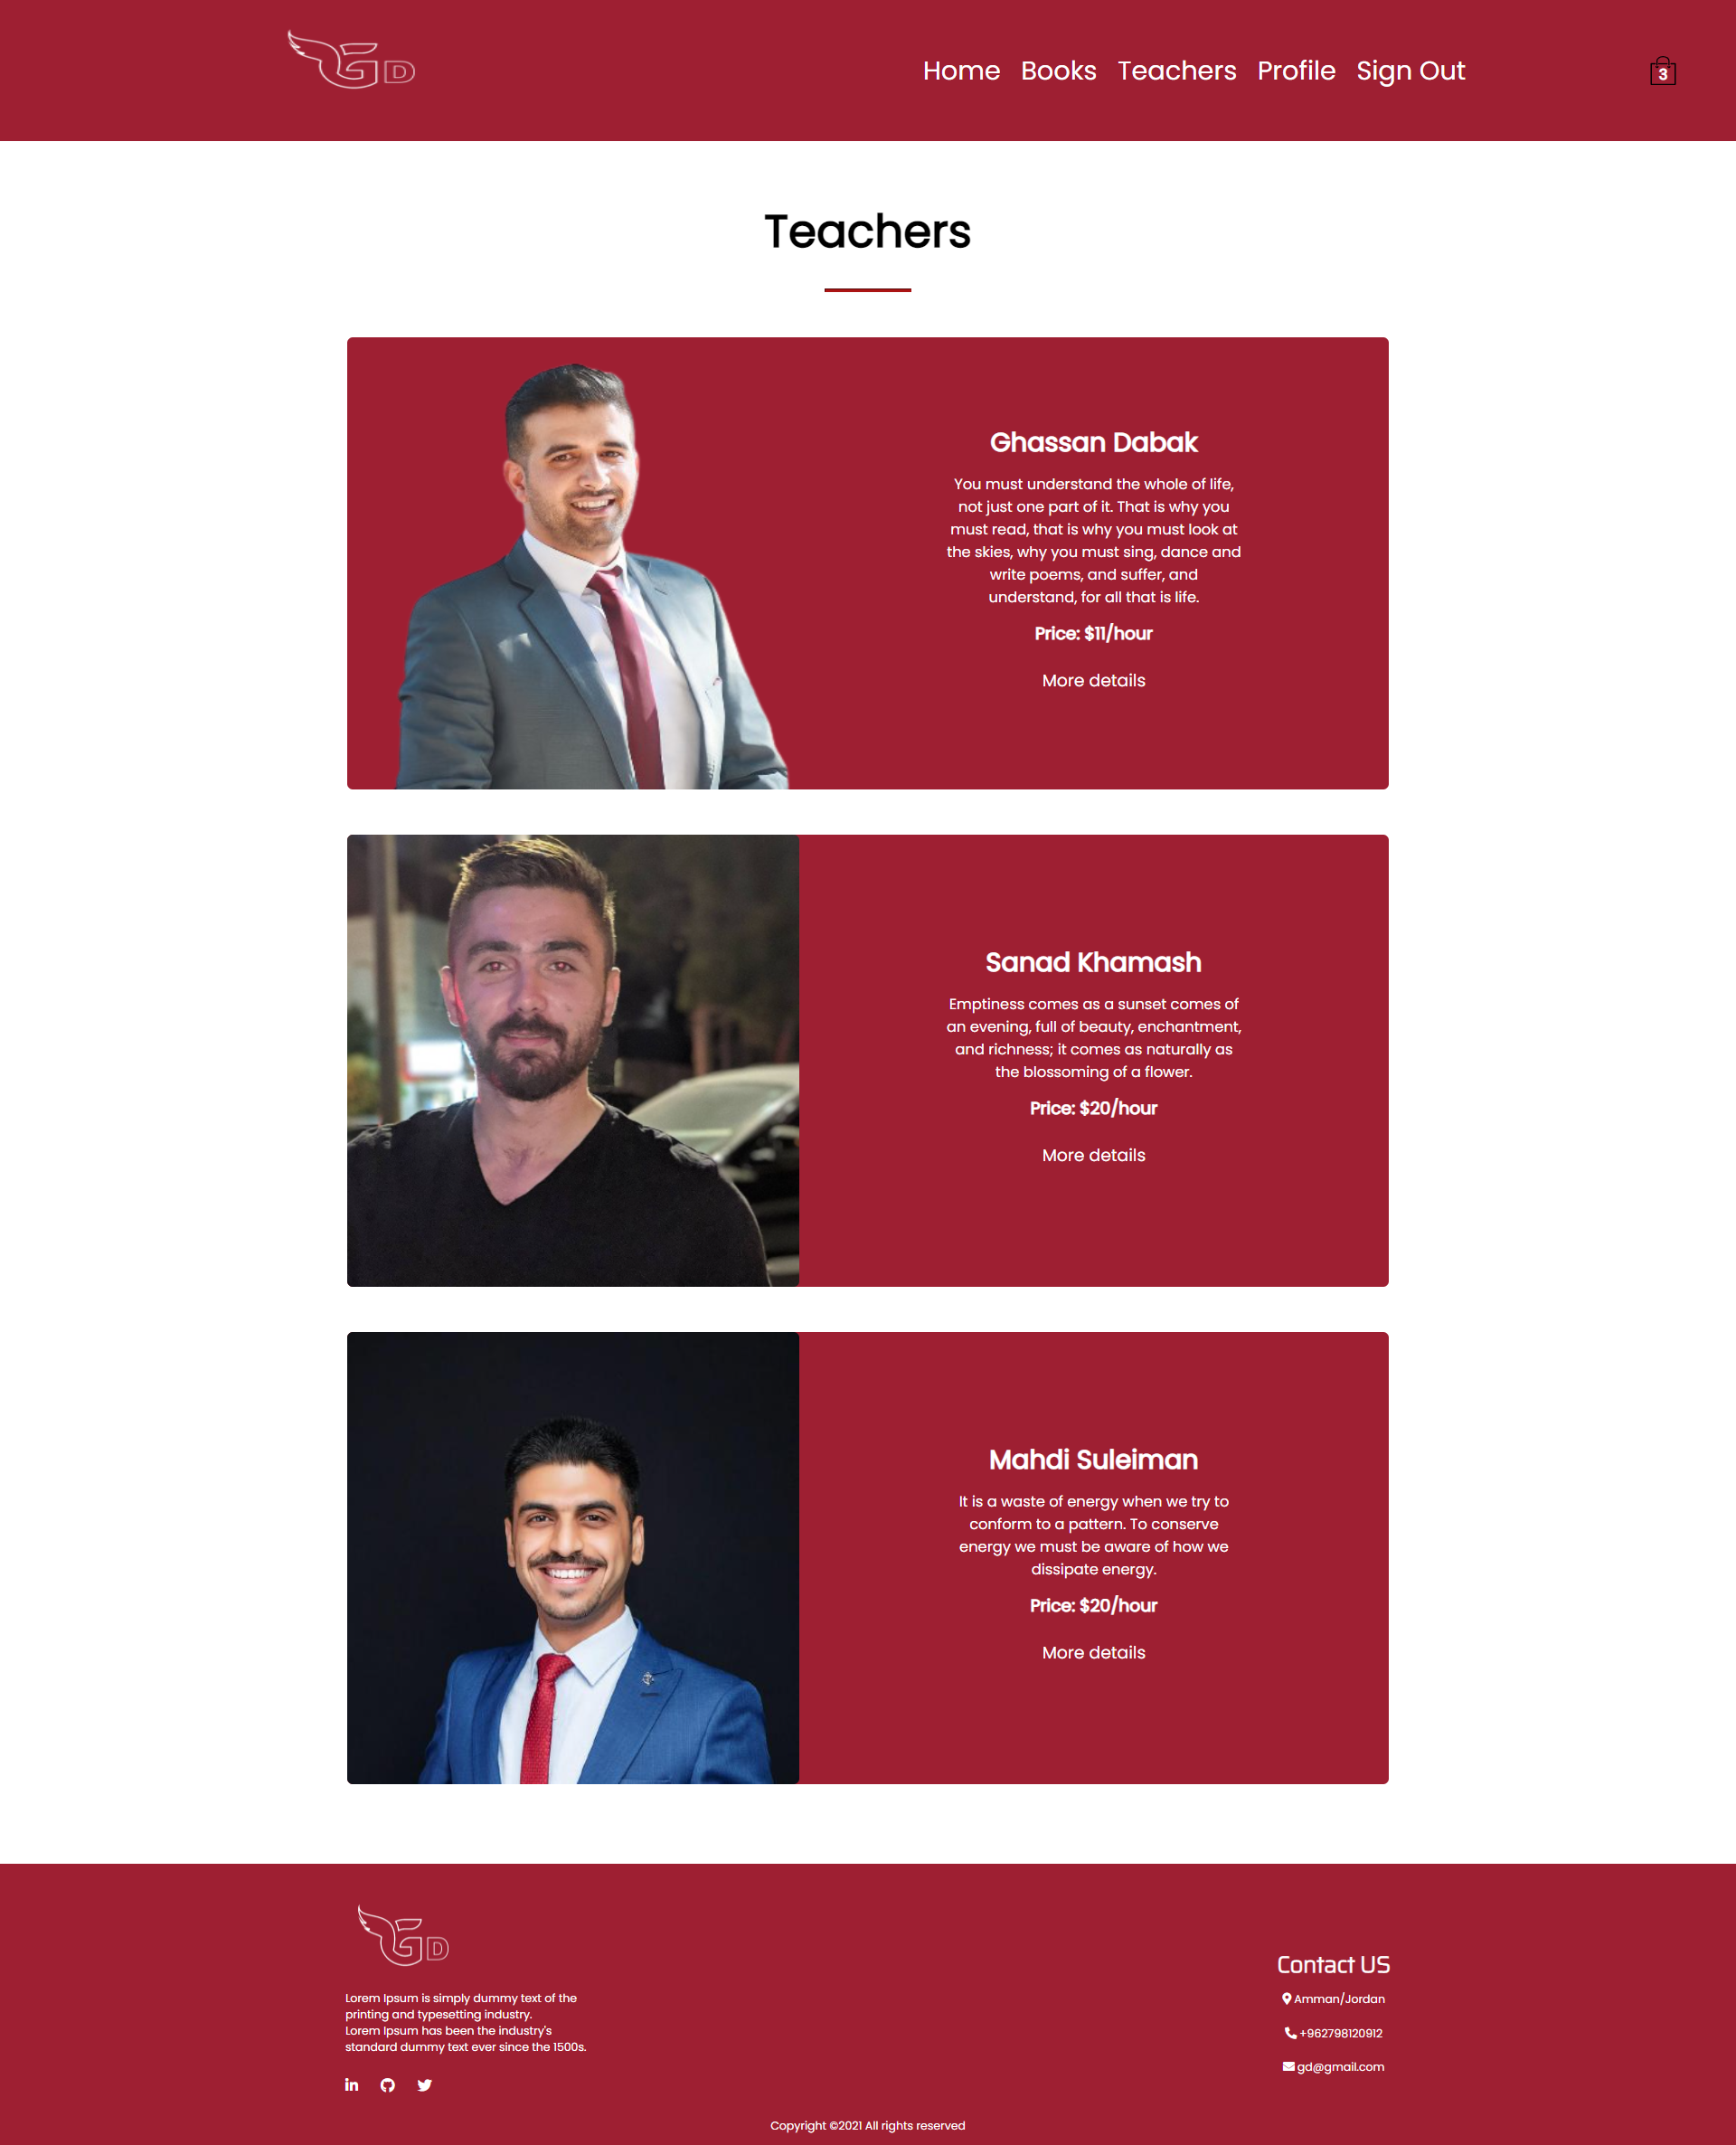 GD
Home Books Teachers Profile Sign Out
3
Teachers
Ghassan Dabak
You must understand the whole of life,
not just one part of it. That is why you
must read, that is why you must look at
the skies, why you must sing, dance and
write poems, and suffer, and
understand, for all that is life.
Price: $11/hour
More details
Sanad Khamash
Emptiness comes as a sunset comes of
an evening, full of beauty, enchantment,
and richness; it comes as naturally as
the blossoming of a flower.
Price: $20/hour
More details
Mahdi Suleiman
It is a waste of energy when we try to
conform to a pattern. To conserve
energy we must be aware of how we
dissipate energy.
Price: $20/hour
More details
GD
Lorem Ipsum is simply dummy text of the
printing and typesetting industry.
Lorem Ipsum has been the industry's
standard dummy text ever since the 1500s.
Contact US
Amman/Jordan
+962798120912
gd@gmail.com
Copyright ©2021 All rights reserved